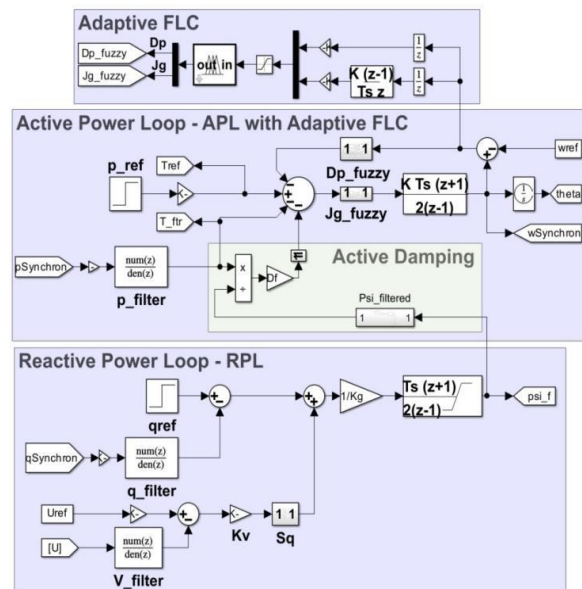 Adaptive FLC
Dp_fuzzy
Dp
Jg_fuzzy
Jg
out in
1
z
K (z-1)
Ts z
1
z
Active Power Loop - APL with Adaptive FLC
p_ref
Tref
T_ftr
1 1
Dp_fuzzy
1 1
Jg_fuzzy
K Ts (z+1)
2(z-1)
wref
theta
wSynchron
pSynchron
num(z)
den(z)
p_filter
Active Damping
x
÷
Df
Psi_filtered
1 1
Reactive Power Loop - RPL
qref
qSynchron
num(z)
den(z)
q_filter
1/Kg
Ts (z+1)
2(z-1)
psi_f
Uref
[U]
num(z)
den(z)
V_filter
Kv
1 1
Sq